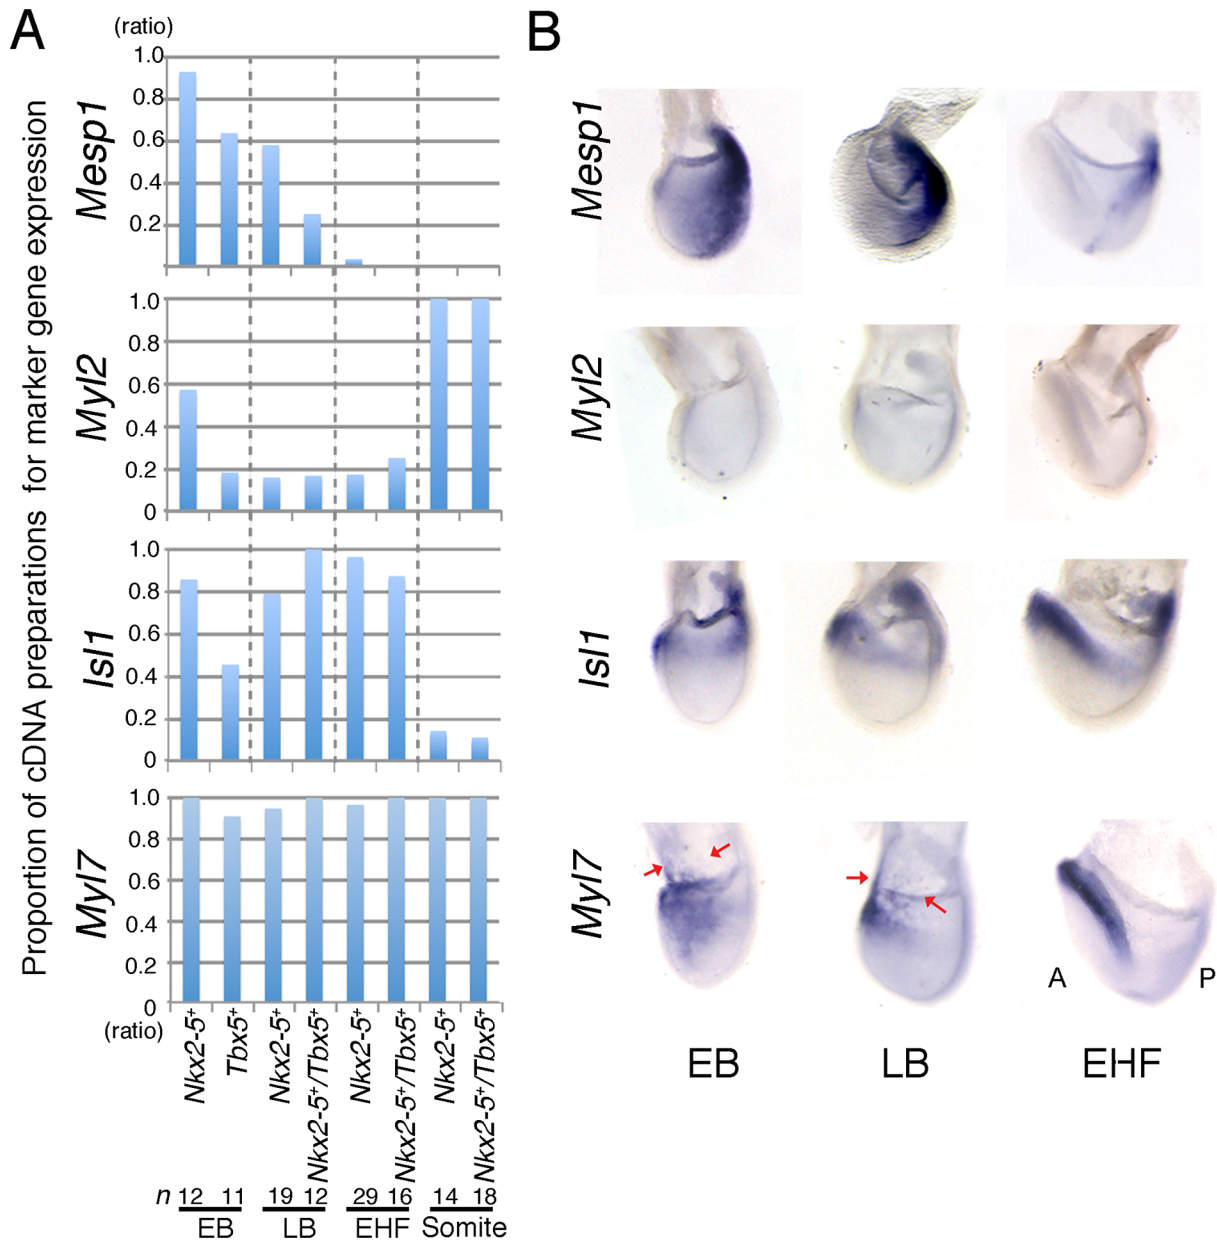 A
B
(ratio)
Proportion of cDNA preparations for marker gene expression
Mesp1
1.0
0.8
0.6
0.4
0.2
Myl2
1.0
0.8
0.6
0.4
0.2
0
Isl1
1.0
0.8
0.6
0.4
0.2
0
Myl7
1.0
0.8
0.6
0.4
0.2
0
(ratio)
Nkx2-5+
Tbx5+
Nkx2-5+
Nkx2-5+/Tbx5+
Nkx2-5+
Nkx2-5+/Tbx5+
Nkx2-5+
Nkx2-5+/Tbx5+
n 12 11 19 12 29 16 14 18
EB LB EHF Somite
Mesp1
Myl2
Isl1
Myl7
A P
EB LB EHF